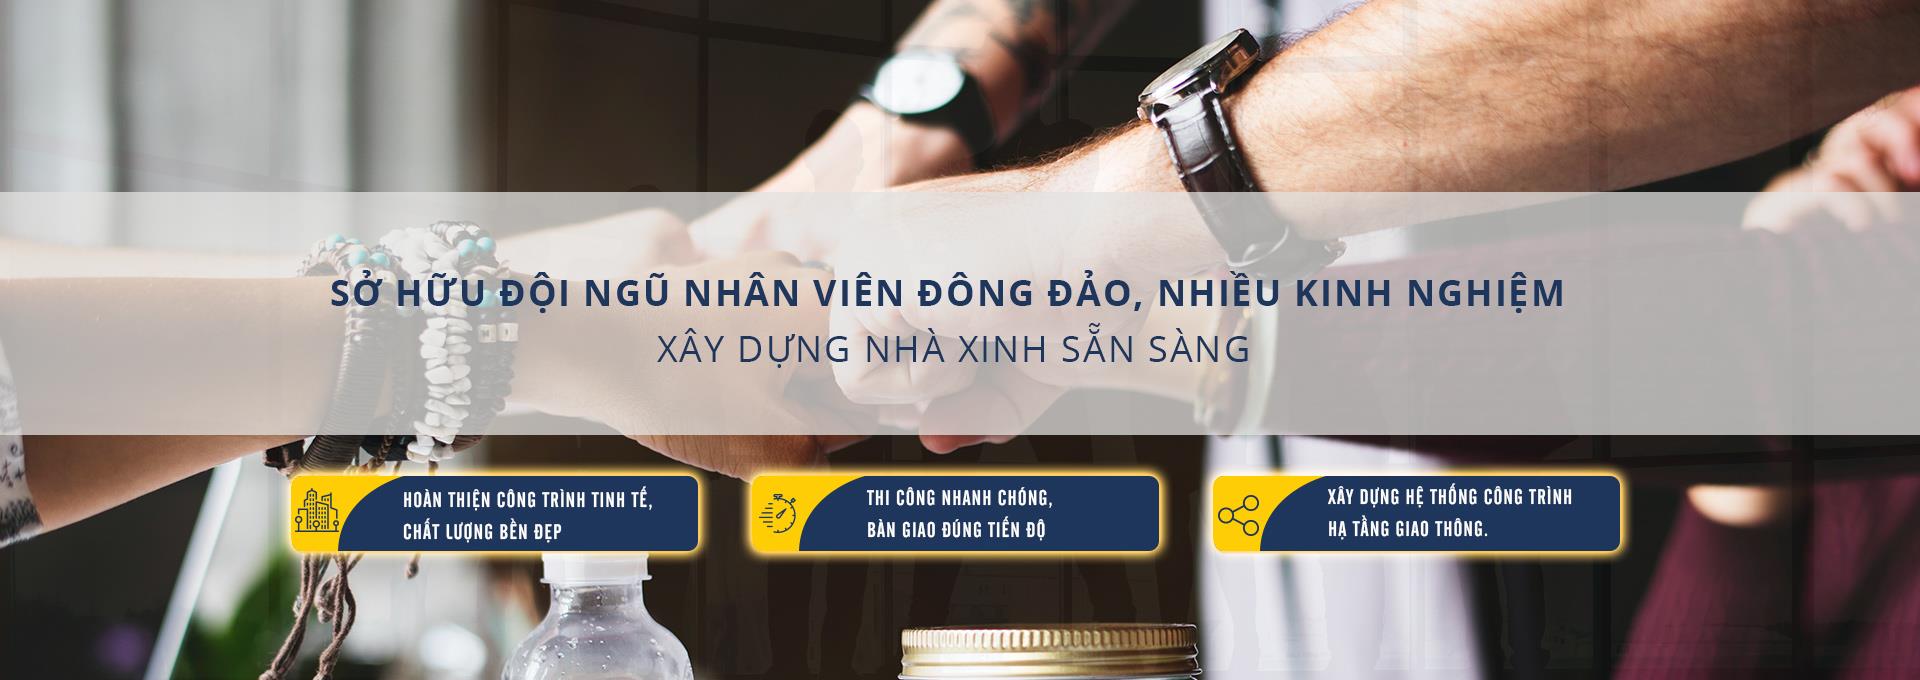 SỞ HỮU ĐỘI NGŨ NHÂN VIÊN ĐÔNG ĐẢO, NHIỀU KINH NGHIỆM
XÂY DỰNG NHÀ XINH SẴN SÀNG
HOÀN THIỆN CÔNG TRÌNH TINH TẾ,
CHẤT LƯỢNG BỀN ĐẸP
THI CÔNG NHANH CHÓNG,
BÀN GIAO ĐÚNG TIẾN ĐỘ
XÂY DỰNG HỆ THỐNG CÔNG TRÌNH
HẠ TẦNG GIAO THÔNG.